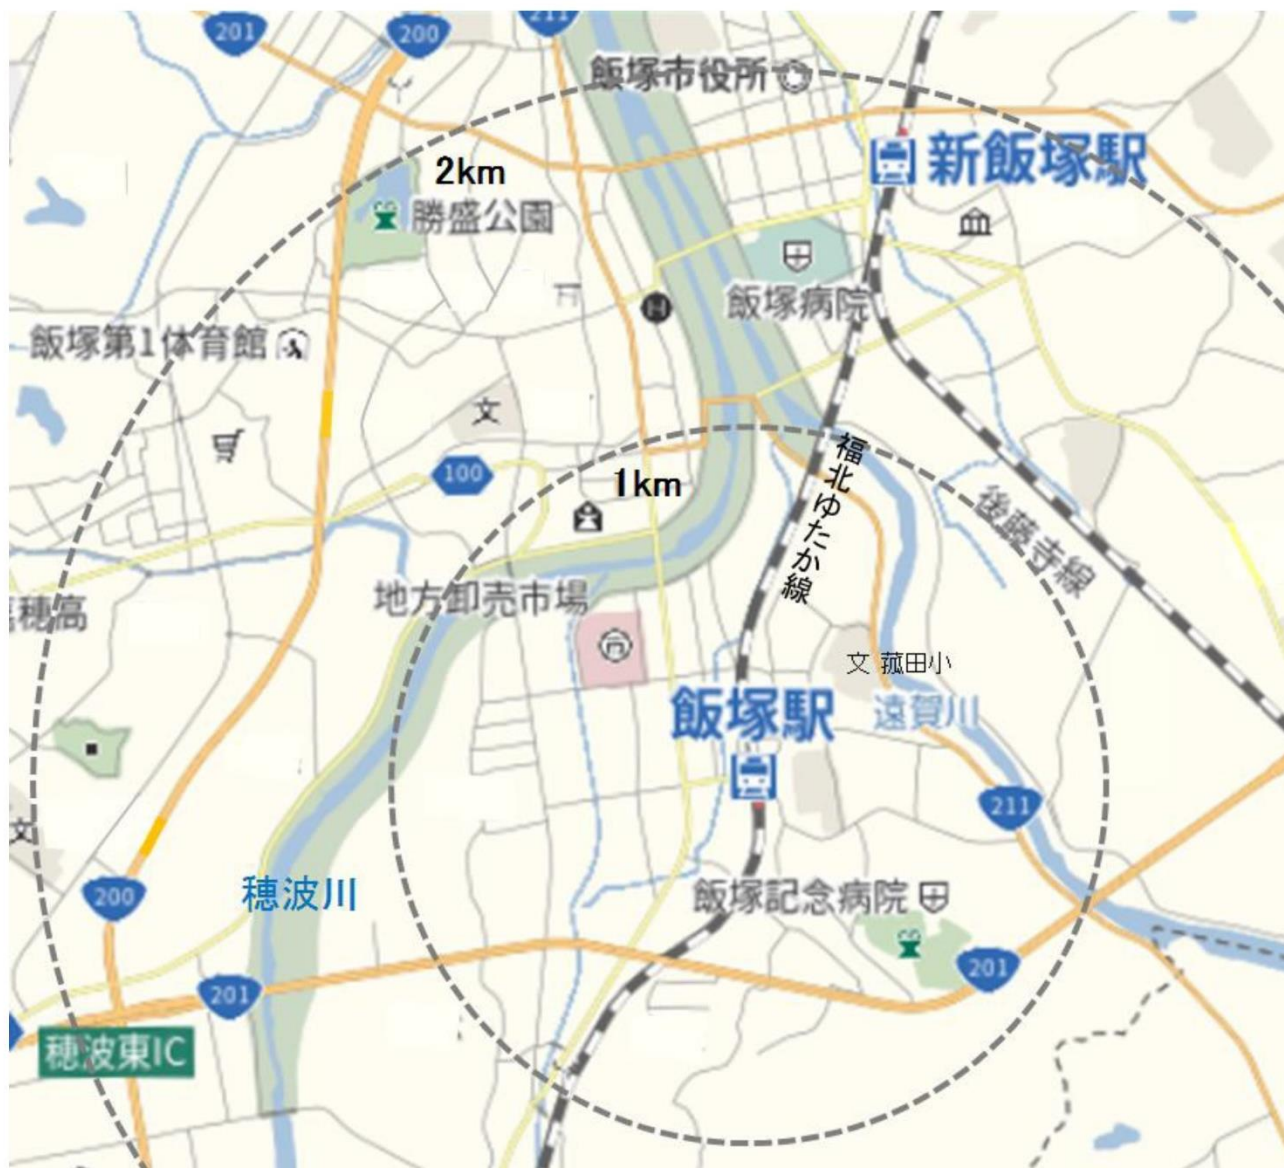 201
200
211
飯塚市役所
新飯塚駅
2km
勝盛公園
飯塚病院
飯塚第1体育館
文
100
1km
福北ゆたか線
後藤寺線
地方卸売市場
穂高
文 菰田小
飯塚駅
遠賀川
211
文
200
穂波川
飯塚記念病院
201
201
穂波東IC